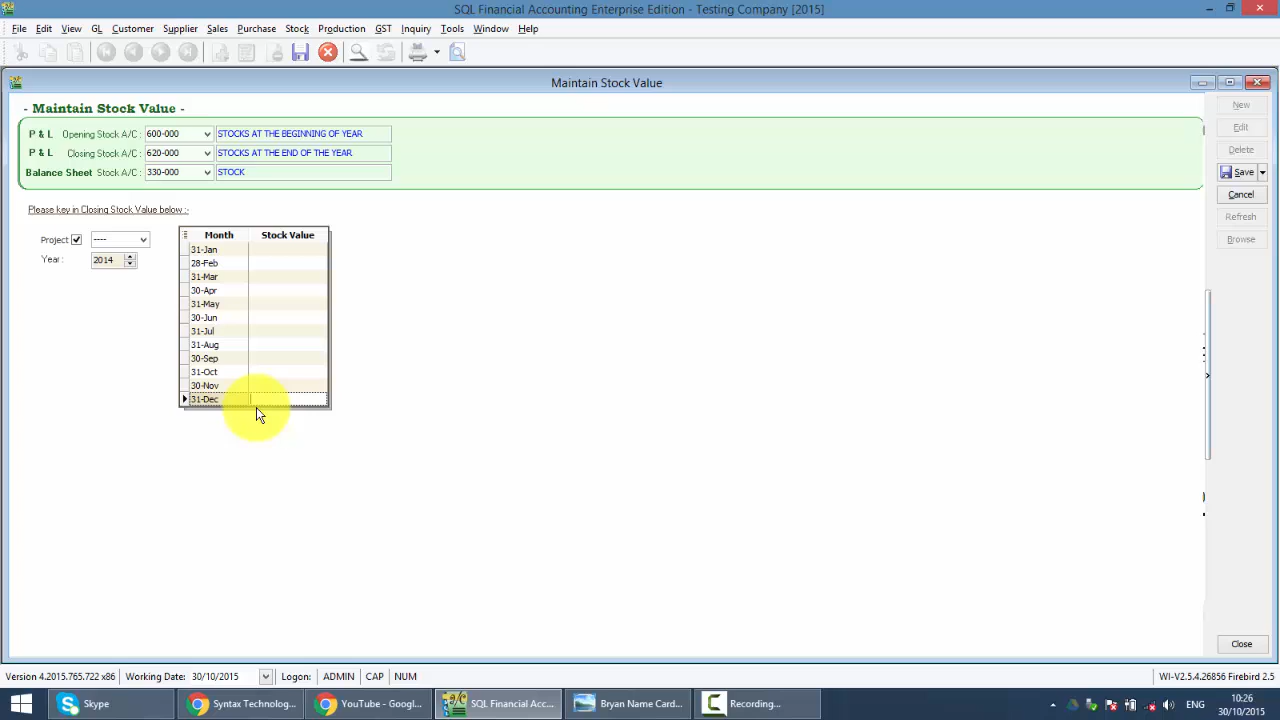 SQL Financial Accounting Enterprise Edition - Testing Company [2015]
File Edit View GL Customer Supplier Sales Purchase Stock Production GST Inquiry Tools Window Help
Maintain Stock Value
- Maintain Stock Value -
P & L Opening Stock A/C : 600-000 STOCKS AT THE BEGINNING OF YEAR
P & L Closing Stock A/C : 620-000 STOCKS AT THE END OF THE YEAR
Balance Sheet Stock A/C : 330-000 STOCK
Please key in Closing Stock Value below :-
Project ----
Year : 2014
Month Stock Value
31-Jan
28-Feb
31-Mar
30-Apr
31-May
30-Jun
31-Jul
31-Aug
30-Sep
31-Oct
30-Nov
31-Dec
New
Edit
Delete
Save
Cancel
Refresh
Browse
Close
Version 4.2015.765.722 x86 Working Date: 30/10/2015 Logon: ADMIN CAP NUM WI-V2.5.4.26856 Firebird 2.5
Skype Syntax Technolog... YouTube - Googl... SQL Financial Acc... Bryan Name Card... Recording... ENG 10:26
30/10/2015